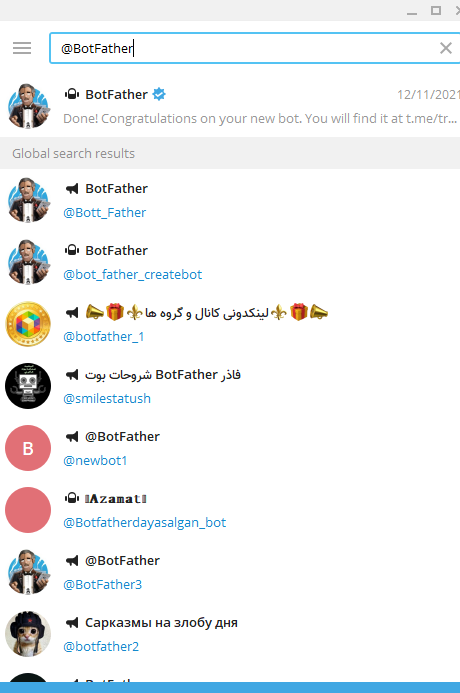 @BotFather
BotFather
12/11/2021
Done! Congratulations on your new bot. You will find it at t.me/tr...
Global search results
BotFather
@Bott_Father
BotFather
@bot_father_createbot
📣🎁⚜️لینکدونی کانال و گروه ها⚜️🎁📣
@botfather_1
شروحات بوت BotFather فاذر
@smilestatush
B
@BotFather
@newbot1
𝔸𝕫𝕒𝕞𝕒𝕥
@Botfatherdayasalgan_bot
@BotFather
@BotFather3
Сарказмы на злобу дня
@botfather2
BotFather